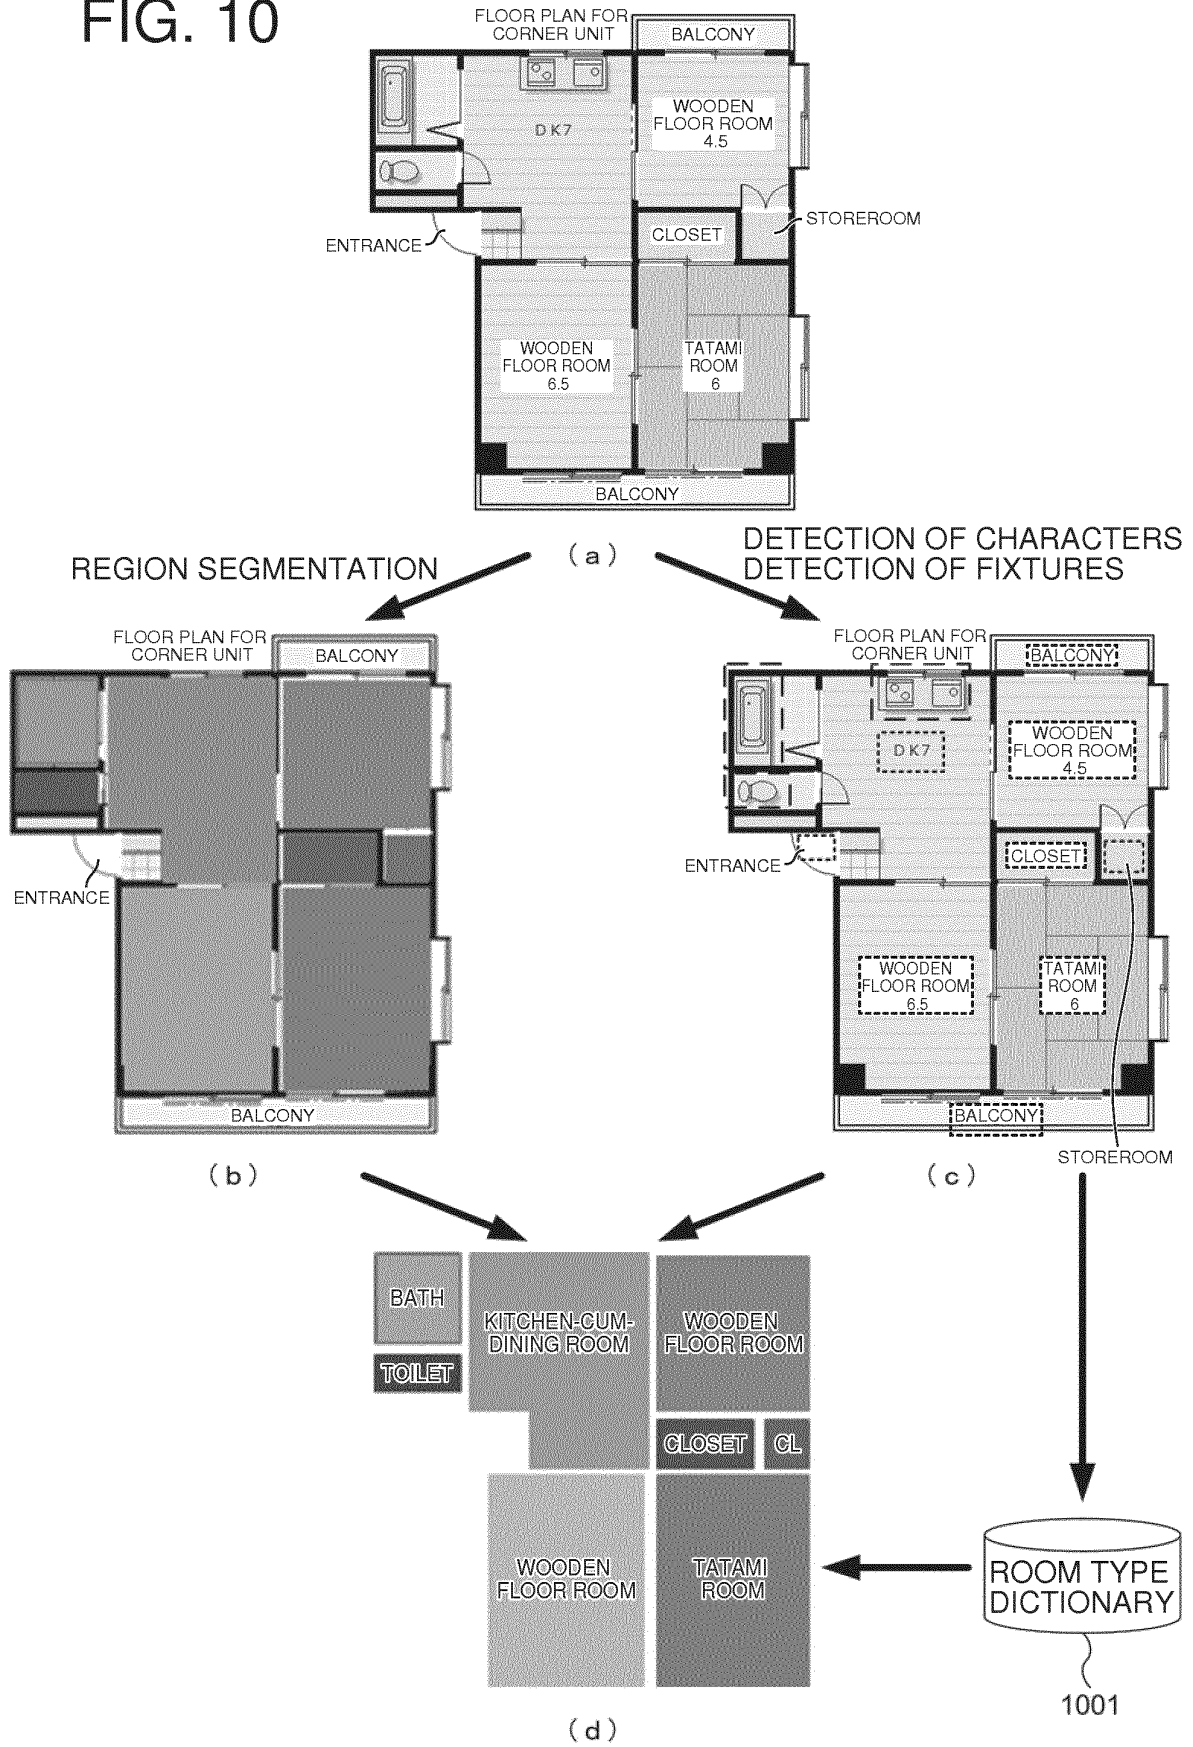 FIG. 10
FLOOR PLAN FOR
CORNER UNIT
BALCONY
WOODEN
FLOOR ROOM
4.5
D K7
STOREROOM
ENTRANCE
CLOSET
WOODEN
FLOOR ROOM
6.5
TATAMI
ROOM
6
BALCONY
(a)
REGION SEGMENTATION
DETECTION OF CHARACTERS
DETECTION OF FIXTURES
FLOOR PLAN FOR
CORNER UNIT
BALCONY
ENTRANCE
BALCONY
(b)
FLOOR PLAN FOR
CORNER UNIT
BALCONY
WOODEN
FLOOR ROOM
4.5
D K7
ENTRANCE
CLOSET
WOODEN
FLOOR ROOM
6.5
TATAMI
ROOM
6
BALCONY
STOREROOM
(c)
BATH
KITCHEN-CUM-
DINING ROOM
WOODEN
FLOOR ROOM
TOILET
CLOSET
CL
WOODEN
FLOOR ROOM
TATAMI
ROOM
ROOM TYPE
DICTIONARY
1001
(d)